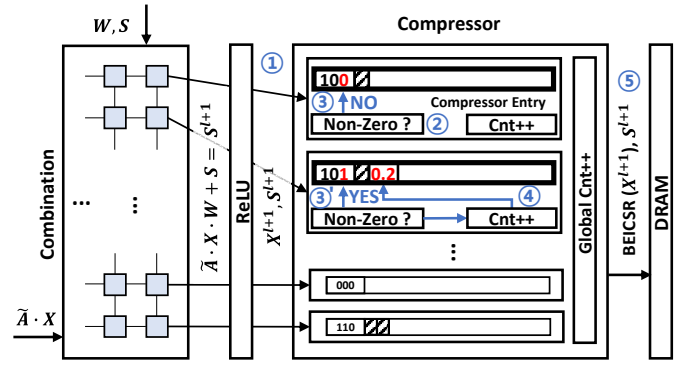 W, S
Compressor
Combination
... ...
Ã · X
Ã · X · W + S = S^{l+1}
ReLU
①
X^{l+1}, S^{l+1}
100
③ NO
Compressor Entry
Non-Zero ? ② Cnt++
101 0.2
③' YES ④
Non-Zero ? Cnt++
⋮
000
110
Global Cnt++
⑤
BEICSR (X^{l+1}), S^{l+1}
DRAM